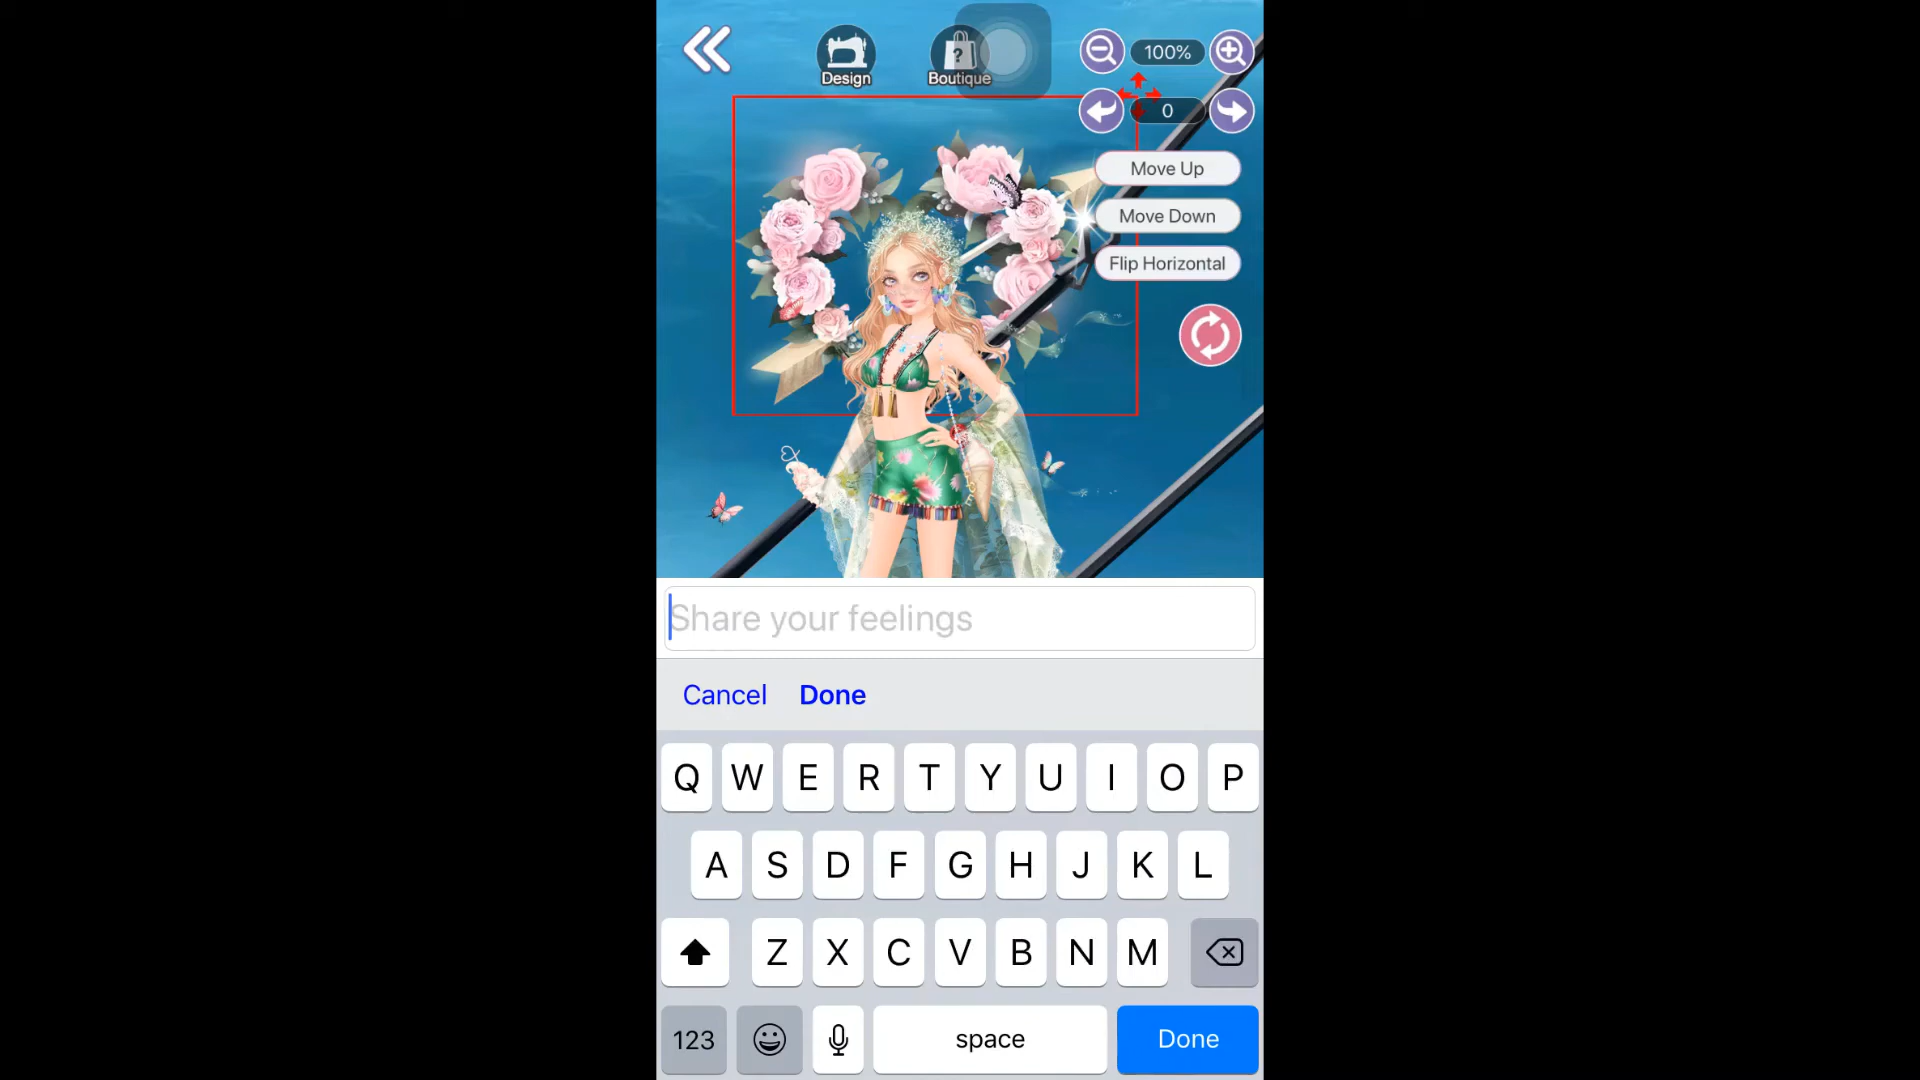 Design
Boutique
?
100%
0
Move Up
Move Down
Flip Horizontal
Share your feelings
Cancel Done
Q W E R T Y U I O P
A S D F G H J K L
Z X C V B N M
123 space Done